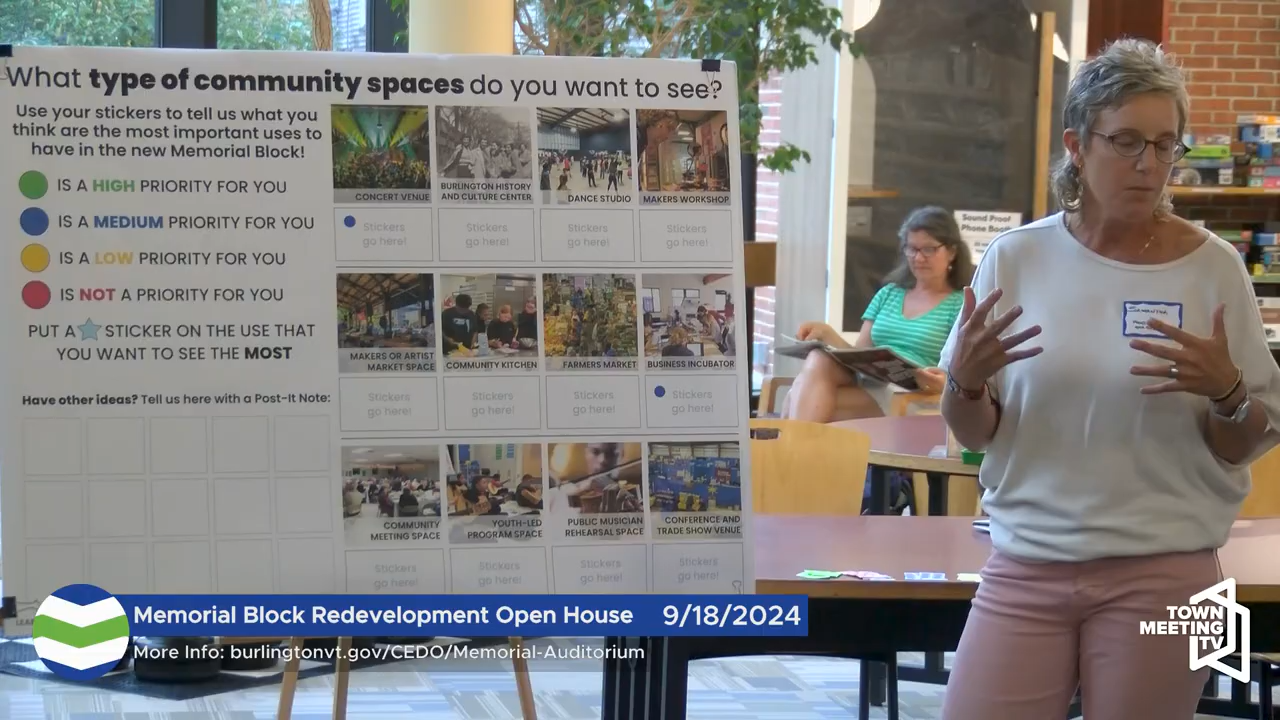 What type of community spaces do you want to see?
Use your stickers to tell us what you
think are the most important uses to
have in the new Memorial Block!
IS A HIGH PRIORITY FOR YOU
IS A MEDIUM PRIORITY FOR YOU
IS A LOW PRIORITY FOR YOU
IS NOT A PRIORITY FOR YOU
PUT A STICKER ON THE USE THAT
YOU WANT TO SEE THE MOST
Have other ideas? Tell us here with a Post-It Note:
CONCERT VENUE
BURLINGTON HISTORY
AND CULTURE CENTER
DANCE STUDIO
MAKERS WORKSHOP
Stickers
go here!
Stickers
go here!
Stickers
go here!
Stickers
go here!
MAKERS OR ARTIST
MARKET SPACE
COMMUNITY KITCHEN
FARMERS MARKET
BUSINESS INCUBATOR
Stickers
go here!
Stickers
go here!
Stickers
go here!
Stickers
go here!
COMMUNITY
MEETING SPACE
YOUTH-LED
PROGRAM SPACE
PUBLIC MUSICIAN
REHEARSAL SPACE
CONFERENCE AND
TRADE SHOW VENUE
Stickers
go here!
Stickers
go here!
Stickers
go here!
Stickers
go here!
Sound Proof
Phone Booth
Memorial Block Redevelopment Open House 9/18/2024
More Info: burlingtonvt.gov/CEDO/Memorial-Auditorium
TOWN
MEETING
TV